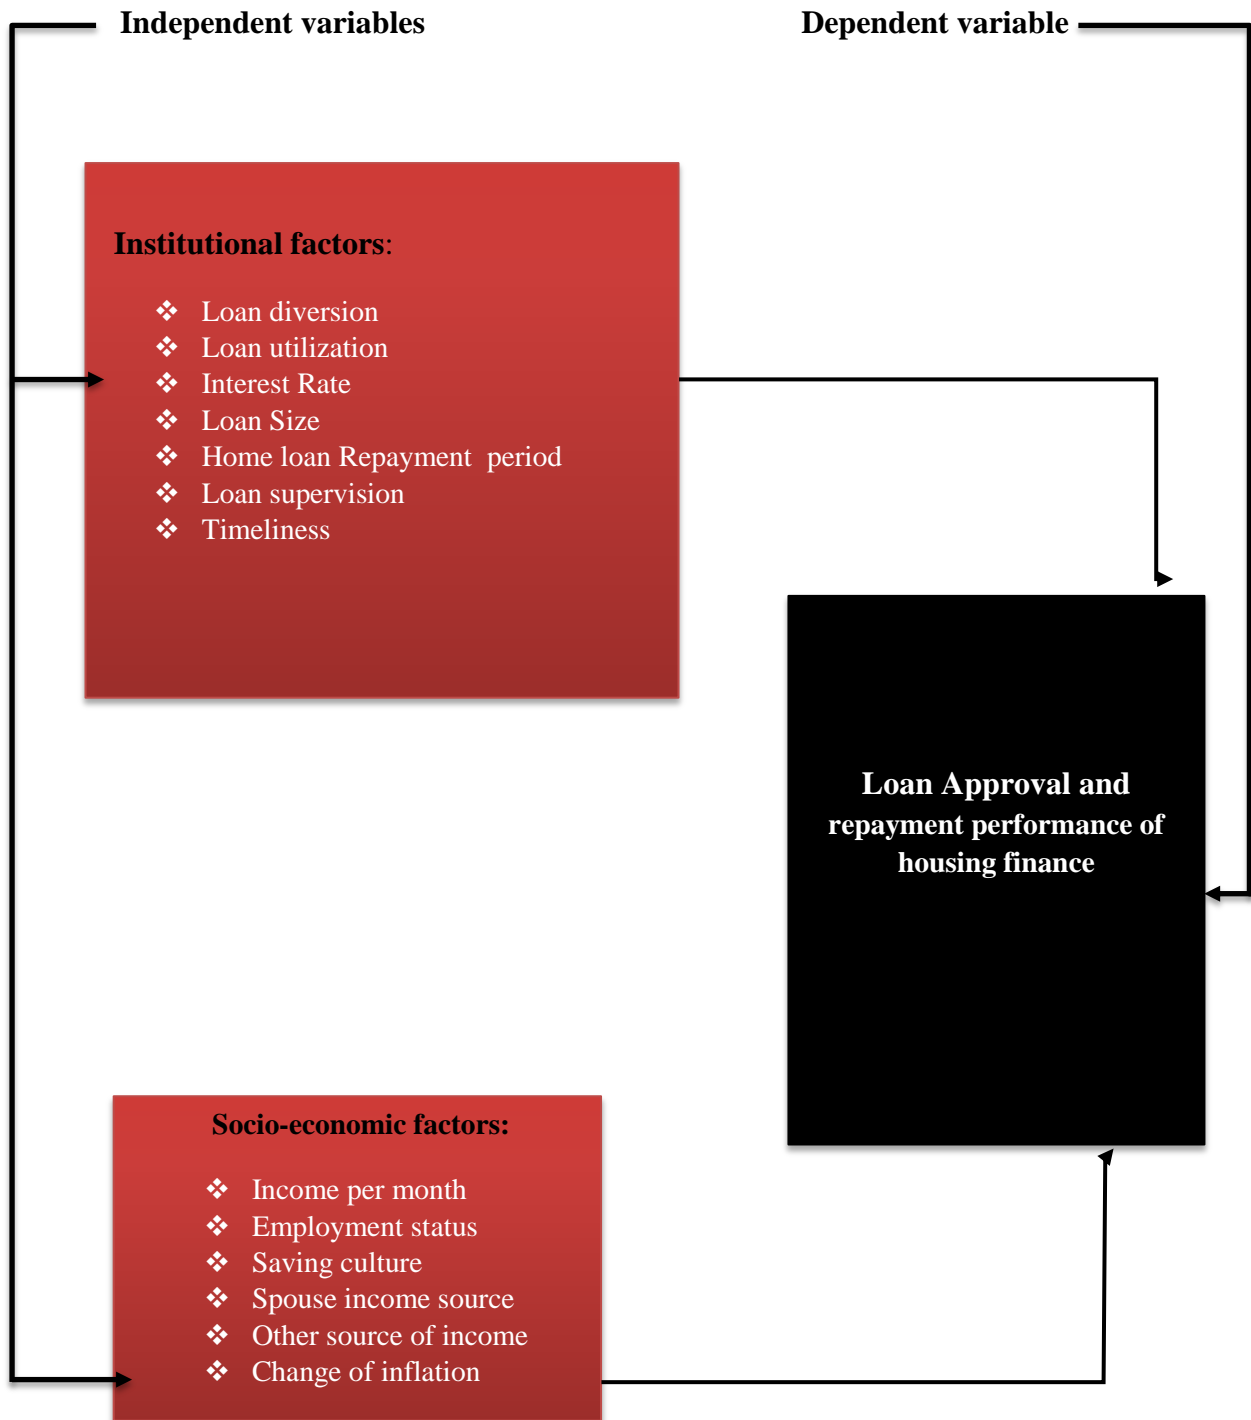 Independent variables
Dependent variable
Institutional factors:
❖ Loan diversion
❖ Loan utilization
❖ Interest Rate
❖ Loan Size
❖ Home loan Repayment  period
❖ Loan supervision
❖ Timeliness
Loan Approval and
repayment performance of
housing finance
Socio-economic factors:
❖ Income per month
❖ Employment status
❖ Saving culture
❖ Spouse income source
❖ Other source of income
❖ Change of inflation